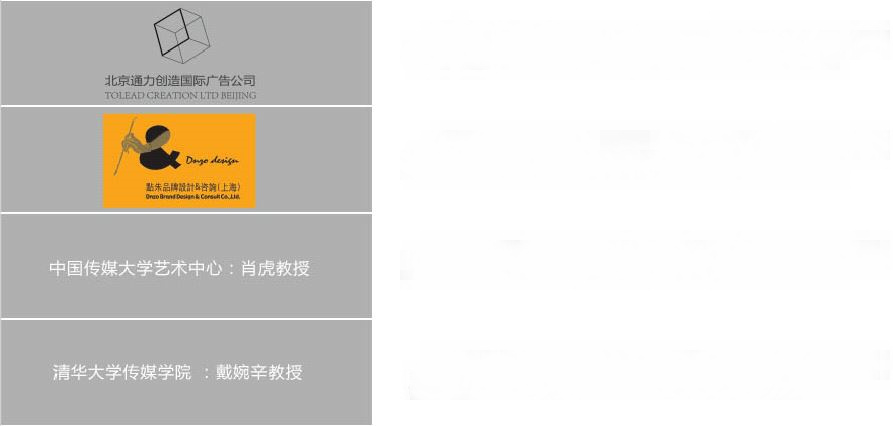 北京通力创造国际广告公司
TOLEAD CREATION LTD BEIJING
Dnzo design
點朱品牌設計&咨詢(上海)
Dnzo Brand Design & Consult Co.,Ltd.
中国传媒大学艺术中心：肖虎教授
清华大学传媒学院 ：戴婉辛教授